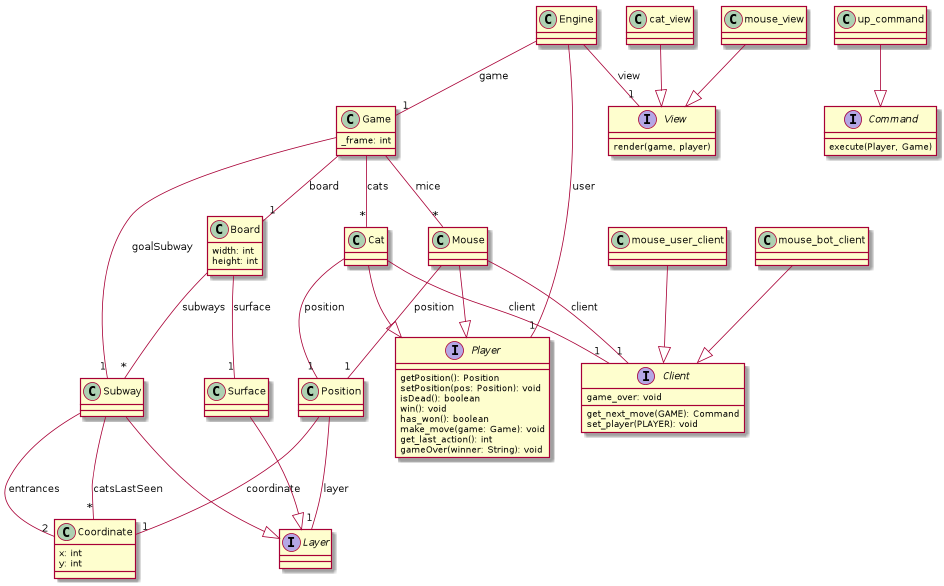 C Engine
C cat_view
C mouse_view
C up_command
game
view
1
1
C Game
_frame: int
I View
render(game, player)
I Command
execute(Player, Game)
board
cats
mice
user
1
*
*
goalSubway
C Board
width: int
height: int
C Cat
C Mouse
C mouse_user_client
C mouse_bot_client
subways
surface
position
position
client
client
1
*
1
1
1
1
1
1
I Player
getPosition(): Position
setPosition(pos: Position): void
isDead(): boolean
win(): void
has_won(): boolean
make_move(game: Game): void
get_last_action(): int
gameOver(winner: String): void
I Client
game_over: void
get_next_move(GAME): Command
set_player(PLAYER): void
C Subway
C Surface
C Position
entrances
catsLastSeen
coordinate
layer
2
*
1
1
C Coordinate
x: int
y: int
I Layer